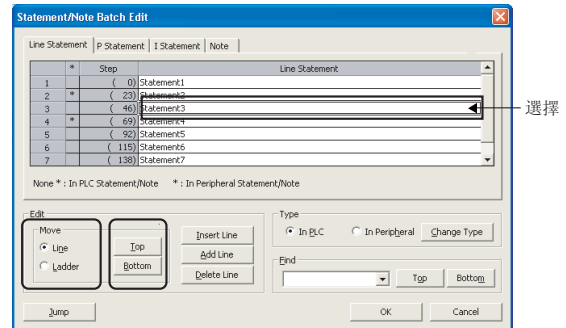 Statement/Note Batch Edit
Line Statement P Statement I Statement Note
* Step Line Statement
1 ( 0) Statement1
2 * ( 23) Statement2
3 ( 46) Statement3
4 * ( 69) Statement4
5 ( 92) Statement5
6 ( 115) Statement6
7 ( 138) Statement7
選擇
None * : In PLC Statement/Note * : In Peripheral Statement/Note
Edit
Move
Line
Ladder
Top
Bottom
Insert Line
Add Line
Delete Line
Type
In PLC In Peripheral Change Type
Find
Top Bottom
Jump OK Cancel